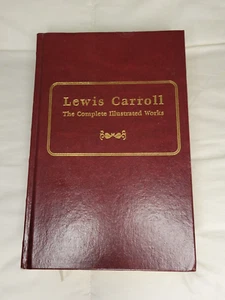 Lewis Carroll
The Complete Illustrated Works